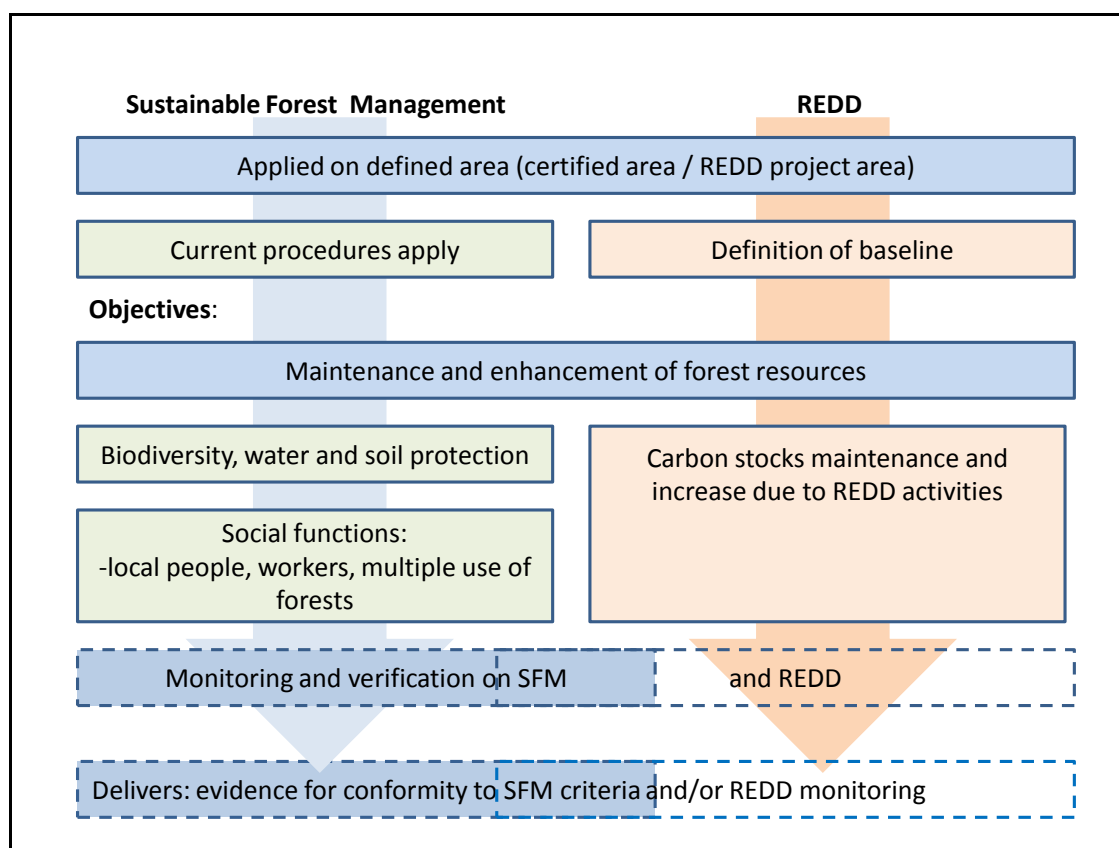 Sustainable Forest Management
REDD
Applied on defined area (certified area / REDD project area)
Current procedures apply
Definition of baseline
Objectives:
Maintenance and enhancement of forest resources
Biodiversity, water and soil protection
Carbon stocks maintenance and
increase due to REDD activities
Social functions:
-local people, workers, multiple use of
forests
Monitoring and verification on SFM
and REDD
Delivers: evidence for conformity to SFM criteria and/or REDD monitoring